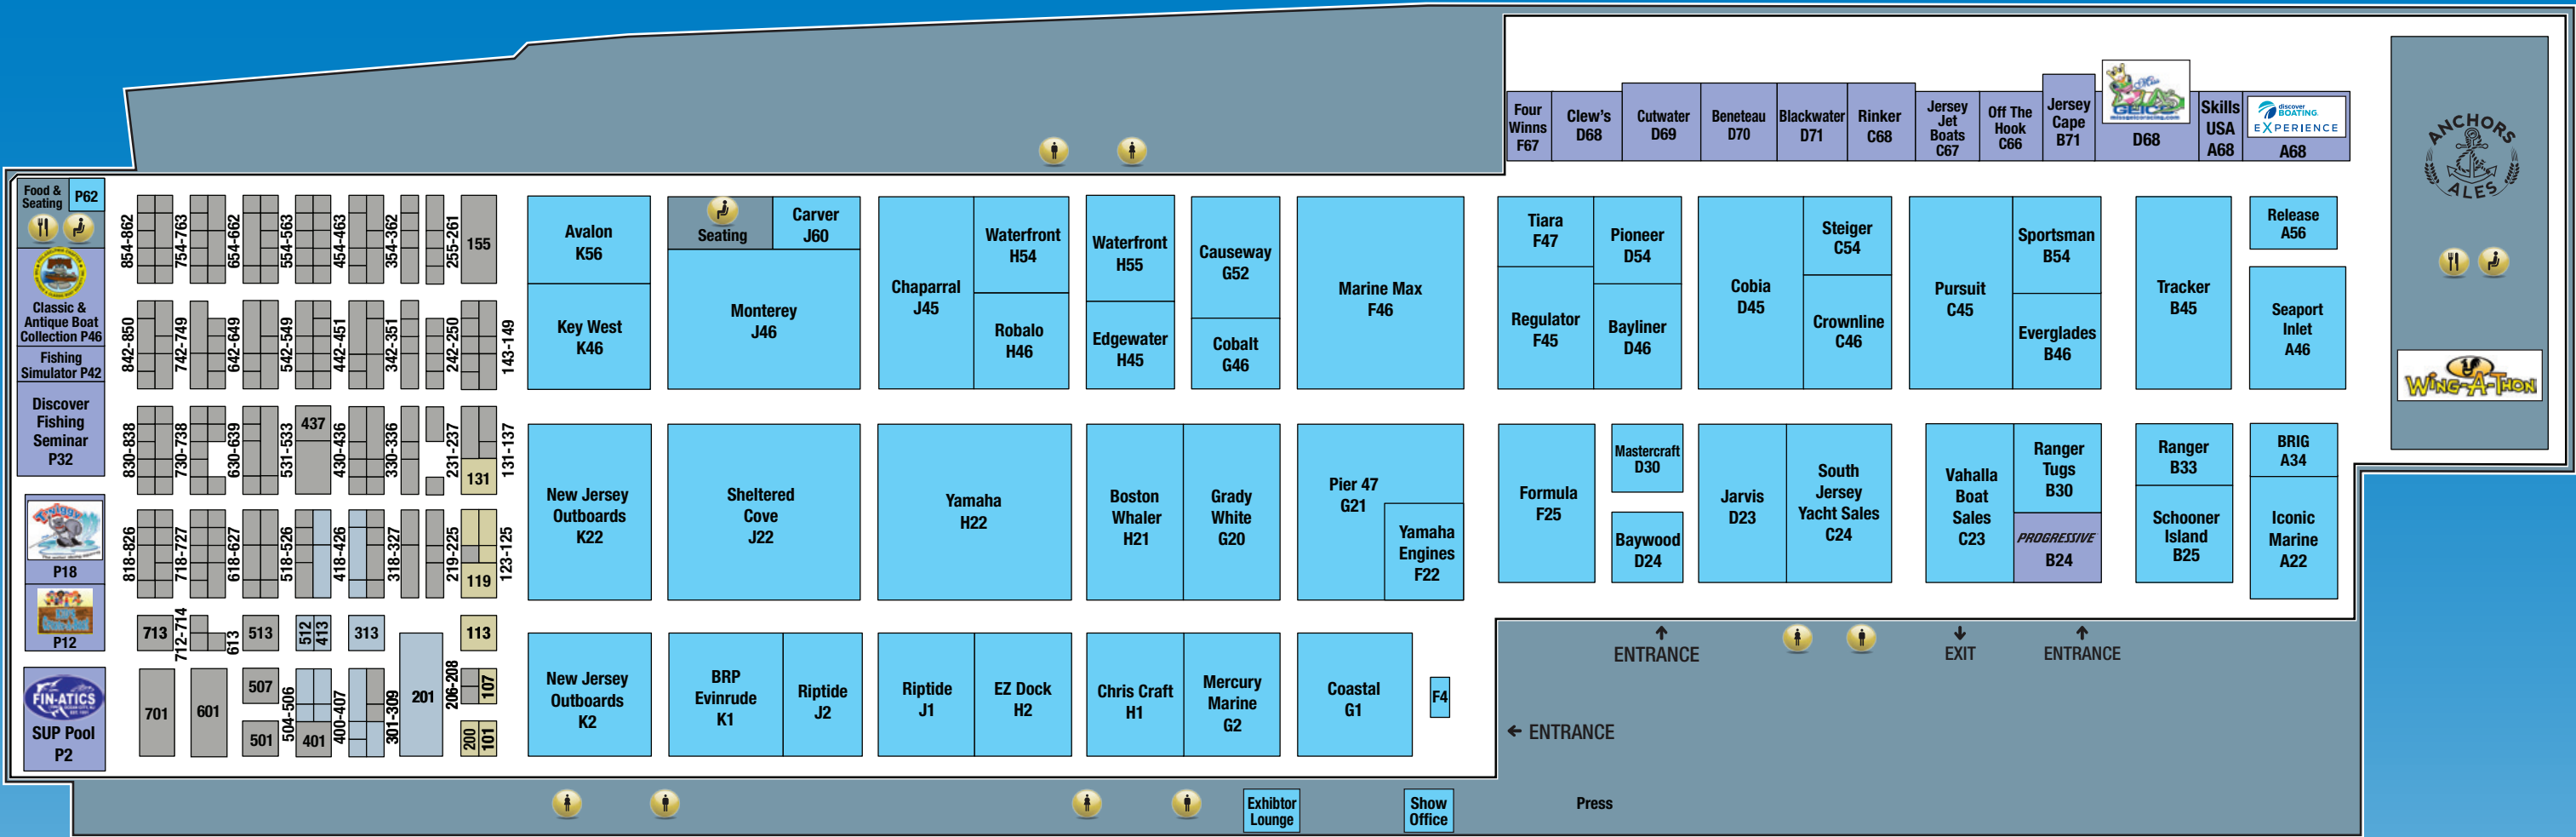 Four
Winns
F67
Clew's
D68
Cutwater
D69
Beneteau
D70
Blackwater
D71
Rinker
C68
Jersey
Jet
Boats
C67
Off The
Hook
C66
Jersey
Cape
B71
Miss
GEICO
missgeicoracing.com
D68
Skills
USA
A68
discover
BOATING
EXPERIENCE
A68
ANCHORS
ALES
WING-A-THON
Food &
Seating
P62
Classic &
Antique Boat
Collection P46
Fishing
Simulator P42
Discover
Fishing
Seminar
P32
Twiggy
P18
P12
FIN-ATICS
SUP Pool
P2
854-862
754-763
654-662
554-563
454-463
354-362
255-261
155
842-850
742-749
642-649
542-549
442-451
342-351
242-250
143-149
830-838
730-738
630-639
531-533
437
430-436
330-336
231-237
131
131-137
818-826
718-727
618-627
518-526
418-426
318-327
219-225
119
123-125
713
712-714
613
513
512
413
313
113
701
601
507
501
504-506
401
400-407
301-309
201
206-208
107
200
101
Avalon
K56
Key West
K46
Seating
Carver
J60
Monterey
J46
Chaparral
J45
Waterfront
H54
Robalo
H46
Waterfront
H55
Edgewater
H45
Causeway
G52
Cobalt
G46
Marine Max
F46
Tiara
F47
Regulator
F45
Pioneer
D54
Bayliner
D46
Cobia
D45
Steiger
C54
Crownline
C46
Pursuit
C45
Sportsman
B54
Everglades
B46
Tracker
B45
Release
A56
Seaport
Inlet
A46
New Jersey
Outboards
K22
Sheltered
Cove
J22
Yamaha
H22
Boston
Whaler
H21
Grady
White
G20
Pier 47
G21
Yamaha
Engines
F22
Formula
F25
Mastercraft
D30
Baywood
D24
Jarvis
D23
South
Jersey
Yacht Sales
C24
Vahalla
Boat
Sales
C23
Ranger
Tugs
B30
PROGRESSIVE
B24
Ranger
B33
Schooner
Island
B25
BRIG
A34
Iconic
Marine
A22
New Jersey
Outboards
K2
BRP
Evinrude
K1
Riptide
J2
Riptide
J1
EZ Dock
H2
Chris Craft
H1
Mercury
Marine
G2
Coastal
G1
F4
ENTRANCE
EXIT
ENTRANCE
ENTRANCE
Exhibtor
Lounge
Show
Office
Press